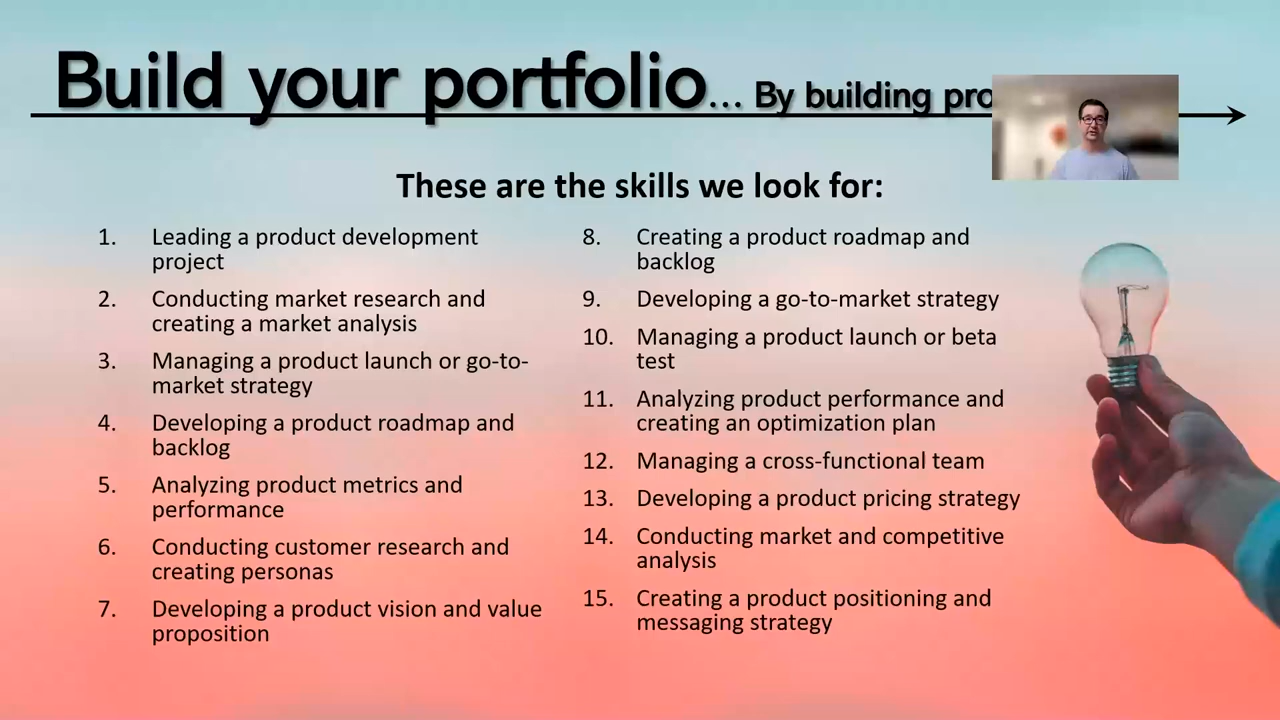 Build your portfolio... By building
These are the skills we look for:
1. Leading a product development
project
2. Conducting market research and
creating a market analysis
3. Managing a product launch or go-to-
market strategy
4. Developing a product roadmap and
backlog
5. Analyzing product metrics and
performance
6. Conducting customer research and
creating personas
7. Developing a product vision and value
proposition
8. Creating a product roadmap and
backlog
9. Developing a go-to-market strategy
10. Managing a product launch or beta
test
11. Analyzing product performance and
creating an optimization plan
12. Managing a cross-functional team
13. Developing a product pricing strategy
14. Conducting market and competitive
analysis
15. Creating a product positioning and
messaging strategy